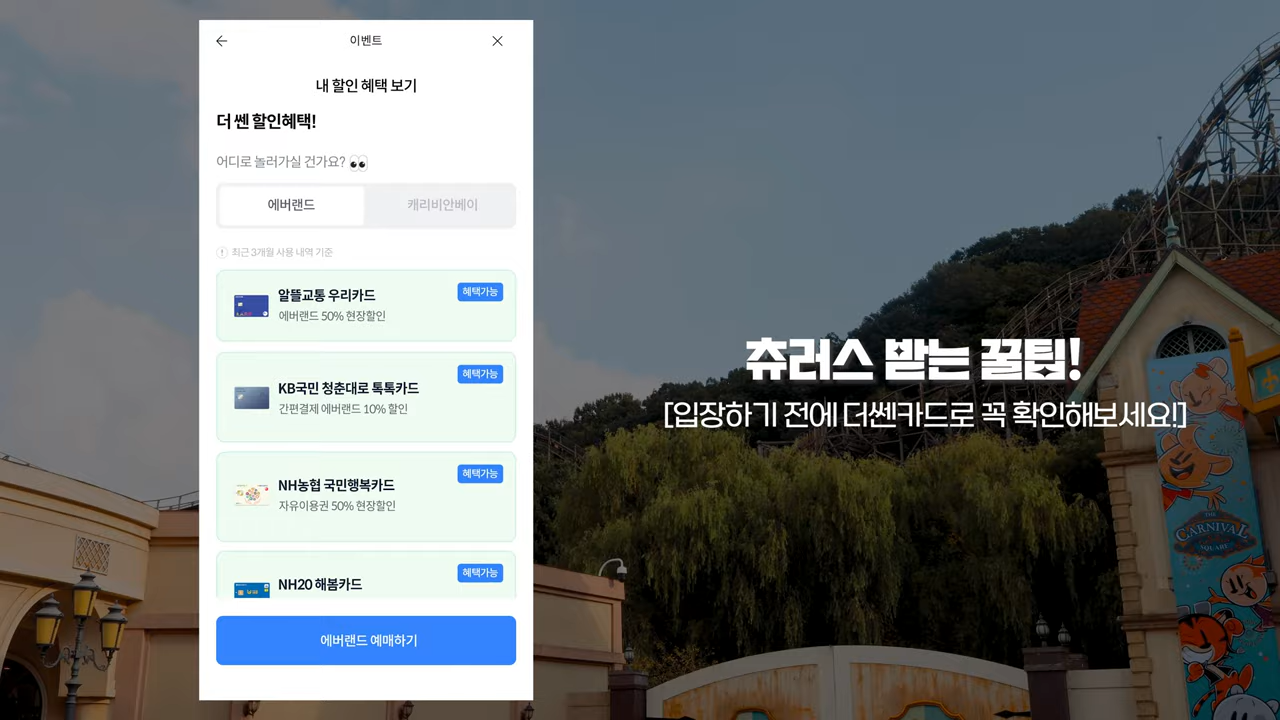 이벤트
내 할인 혜택 보기
더 쎈 할인혜택!
어디로 놀러가실 건가요? 👀
에버랜드
캐리비안베이
최근 3개월 사용 내역 기준
알뜰교통 우리카드
혜택가능
에버랜드 50% 현장할인
KB국민 청춘대로 톡톡카드
혜택가능
간편결제 에버랜드 10% 할인
NH농협 국민행복카드
혜택가능
자유이용권 50% 현장할인
NH20 해봄카드
혜택가능
에버랜드 예매하기
츄러스 받는 꿀팁!
[입장하기 전에 더쎈카드로 꼭 확인해보세요!]
THE
CARNIVAL
SQUARE